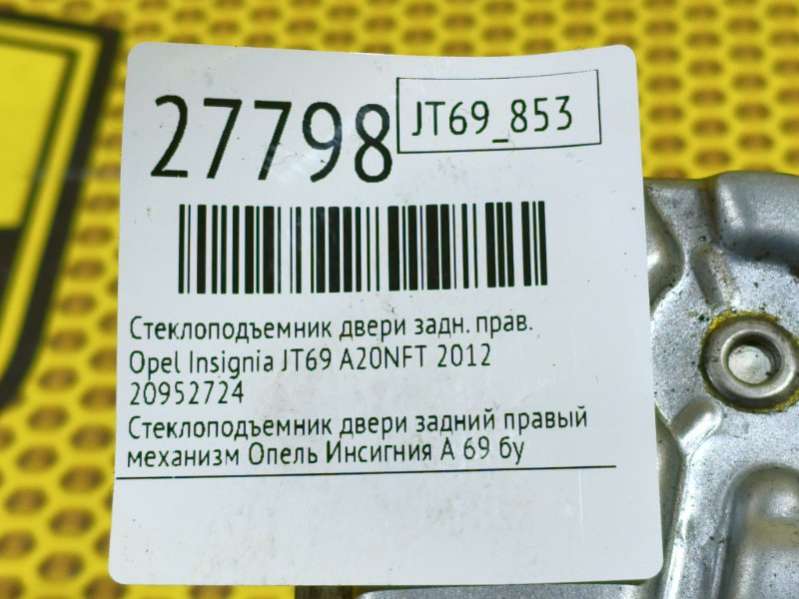 27798
JT69_853
Стеклоподъемник двери задн. прав.
Opel Insignia JT69 A20NFT 2012
20952724
Стеклоподъемник двери задний правый
механизм Опель Инсигния А 69 бу